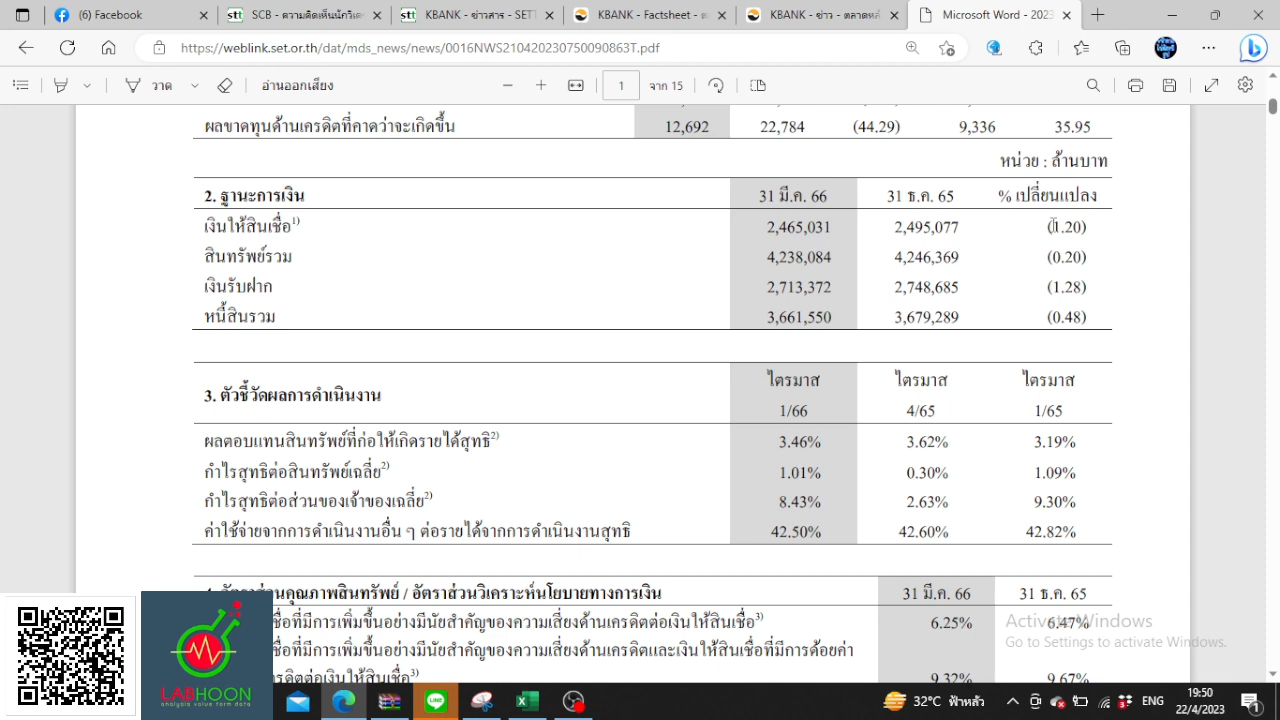 Facebook
SCB - ความคิดเห็นนักวิเคร
KBANK - ข่าวสาร - SETT
KBANK - Factsheet - ต
KBANK - ข่าว - ตลาดหลั
Microsoft Word - 2023
https://weblink.set.or.th/dat/mds_news/news/0016NWS210420230750090863T.pdf
วาด
อ่านออกเสียง
1
จาก 15
ผลขาดทุนด้านเครดิตที่คาดว่าจะเกิดขึ้น 12,692 22,784 (44.29) 9,336 35.95
หน่วย : ล้านบาท
2. ฐานะการเงิน 31 มี.ค. 66 31 ธ.ค. 65 % เปลี่ยนแปลง
เงินให้สินเชื่อ1) 2,465,031 2,495,077 (1.20)
สินทรัพย์รวม 4,238,084 4,246,369 (0.20)
เงินรับฝาก 2,713,372 2,748,685 (1.28)
หนี้สินรวม 3,661,550 3,679,289 (0.48)
ไตรมาส ไตรมาส ไตรมาส
3. ตัวชี้วัดผลการดำเนินงาน
1/66 4/65 1/65
ผลตอบแทนสินทรัพย์ที่ก่อให้เกิดรายได้สุทธิ2) 3.46% 3.62% 3.19%
กำไรสุทธิต่อสินทรัพย์เฉลี่ย2) 1.01% 0.30% 1.09%
กำไรสุทธิต่อส่วนของเจ้าของเฉลี่ย2) 8.43% 2.63% 9.30%
ค่าใช้จ่ายจากการดำเนินงานอื่น ๆ ต่อรายได้จากการดำเนินงานสุทธิ 42.50% 42.60% 42.82%
คุณภาพสินทรัพย์ / อัตราส่วนวิเคราะห์นโยบายทางการเงิน 31 มี.ค. 66 31 ธ.ค. 65
ชื่อที่มีการเพิ่มขึ้นอย่างมีนัยสำคัญของความเสี่ยงด้านเครดิตต่อเงินให้สินเชื่อ3) 6.25% 6.47%
ชื่อที่มีการเพิ่มขึ้นอย่างมีนัยสำคัญของความเสี่ยงด้านเครดิตและเงินให้สินเชื่อที่มีการด้อยค่า
รดิตต่อเงินให้สินเชื่อ3) 9.32% 9.67%
Activate Windows
Go to Settings to activate Windows.
LABHOON
analysis value form data
32°C ฟ้าหลัว
ENG
19:50
22/4/2023
1